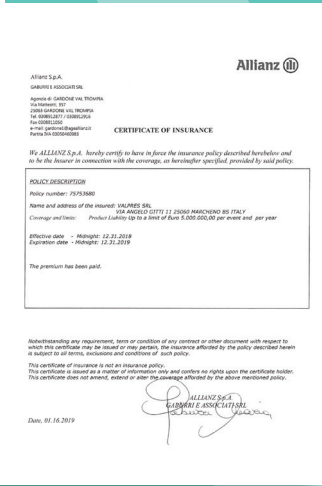 Allianz
Allianz S.p.A.
GABURRI E ASSOCIATI SRL
Agenzia di: GARDONE VAL TROMPIA
Via Matteotti, 357
25063 GARDONE VAL TROMPIA
Tel. 0308912877 / 0308912916
Fax 0308911050
e-mail: gardone1@ageallianz.it
Partita IVA 03030460983
CERTIFICATE OF INSURANCE
We ALLIANZ S.p.A. hereby certify to have in force the insurance policy described herebelow and
to be the insurer in connection with the coverage, as hereinafter specified, provided by said policy.
POLICY DESCRIPTION
Policy number: 75753680
Name and address of the insured: VALPRES SRL
VIA ANGELO GITTI 11 25060 MARCHENO BS ITALY
Coverage and limits: Product Liability Up to a limit of Euro 5.000.000,00 per event and per year
Effective date - Midnight: 12.31.2018
Expiration date - Midnight: 12.31.2019
The premium has been paid.
Notwithstanding any requirement, term or condition of any contract or other document with respect to
which this certificate may be issued or may pertain, the insurance afforded by the policy described herein
is subject to all terms, exclusions and conditions of such policy.
This certificate of insurance is not an insurance policy.
This certificate is issued as a matter of information only and confers no rights upon the certificate holder.
This certificate does not amend, extend or alter the coverage afforded by the above mentioned policy.
ALLIANZ S.p.A.
GABURRI E ASSOCIATI SRL
Date, 01.16.2019